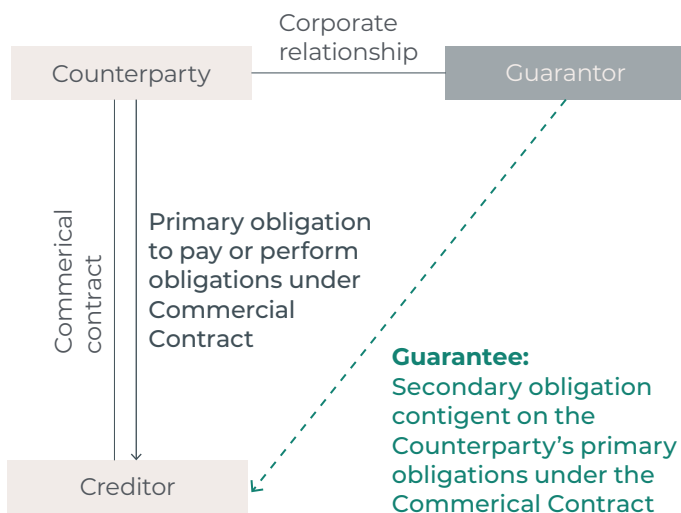 Corporate
relationship
Counterparty
Guarantor
Commerical
contract
Primary obligation
to pay or perform
obligations under
Commercial
Contract
Guarantee:
Secondary obligation
contigent on the
Counterparty's primary
obligations under the
Commerical Contract
Creditor